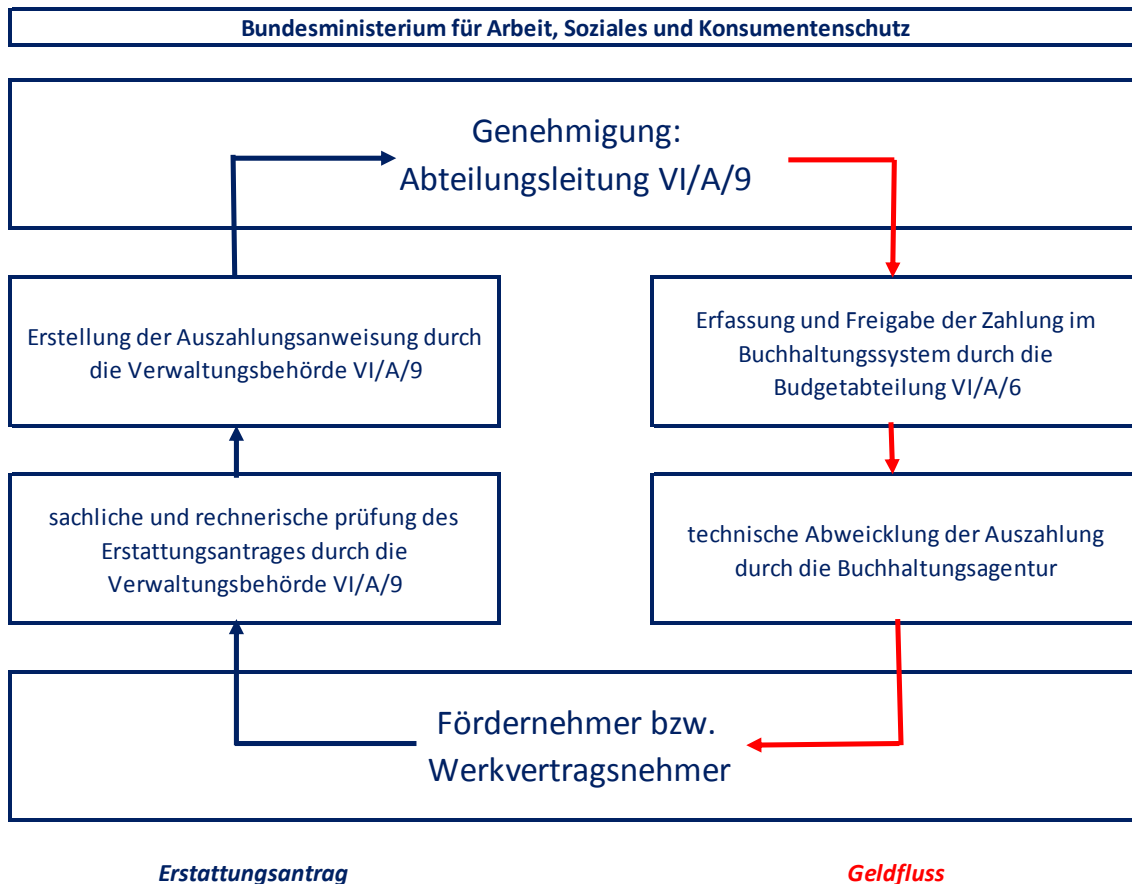 Bundesministerium für Arbeit, Soziales und Konsumentenschutz
Genehmigung:
Abteilungsleitung VI/A/9
Erstellung der Auszahlungsanweisung durch
die Verwaltungsbehörde VI/A/9
Erfassung und Freigabe der Zahlung im
Buchhaltungssystem durch die
Budgetabteilung VI/A/6
sachliche und rechnerische prüfung des
Erstattungsantrages durch die
Verwaltungsbehörde VI/A/9
technische Abweicklung der Auszahlung
durch die Buchhaltungsagentur
Fördernehmer bzw.
Werkvertragsnehmer
Erstattungsantrag
Geldfluss